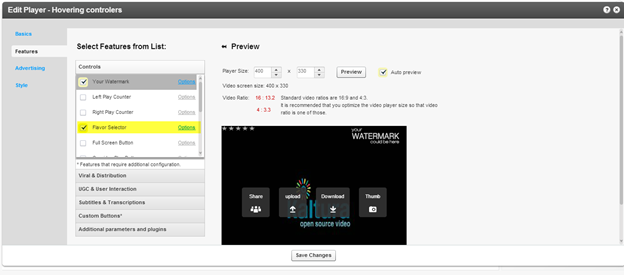 Edit Player - Hovering controlers
Basics
Features
Advertising
Style
Select Features from List:
Controls
Your Watermark Options
Left Play Counter Options
Right Play Counter Options
Flavor Selector Options
Full Screen Button Options
* Features that require additional configuration.
Viral & Distribution
UGC & User Interaction
Subtitles & Transcriptions
Custom Buttons*
Additional parameters and plugins
Preview
Player Size: 400 x 330 Preview Auto preview
Video screen size: 400 x 330
Video Ratio: 16 : 13.2 Standard video ratios are 16:9 and 4:3.
4 : 3.3 It is recommended that you optimize the video player size so that video
ratio is one of those.
your
WATERMARK
could be here
Share upload Download Thumb
kaltura
open source video
Save Changes